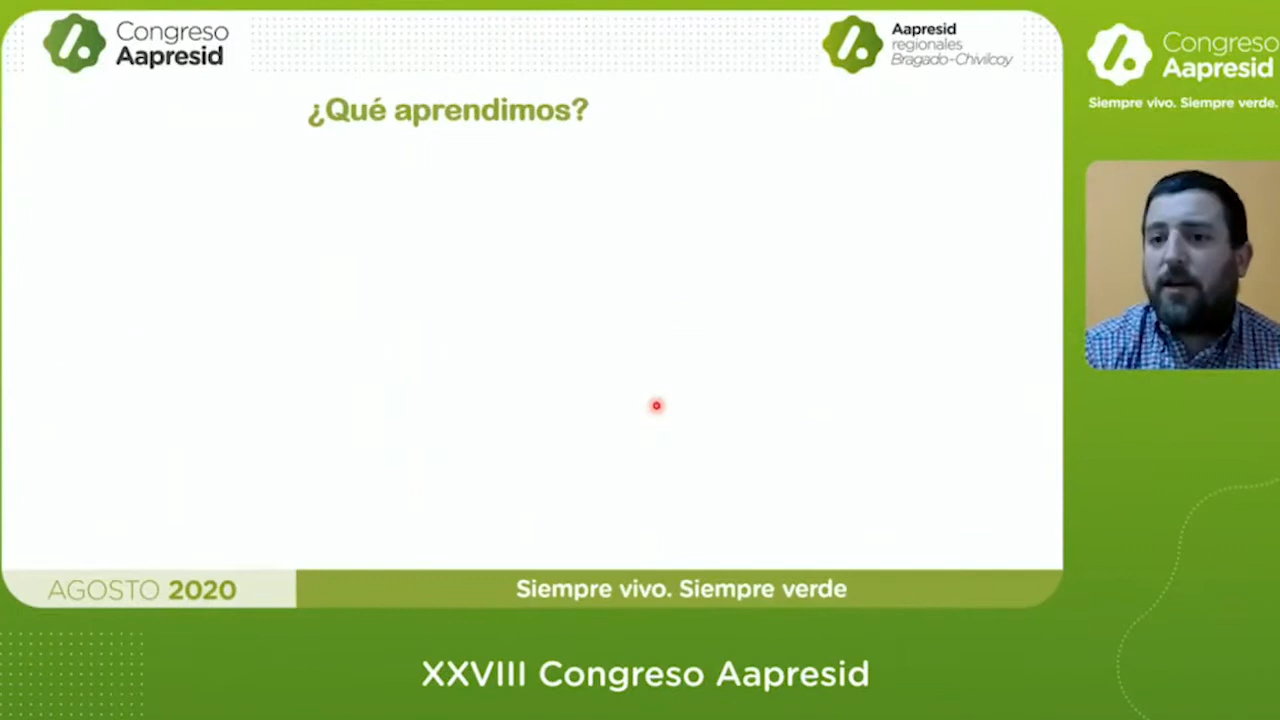 Congreso
Aapresid
Aapresid
regionales
Bragado-Chivilcoy
Congreso
Aapresid
Siempre vivo. Siempre verde.
¿Qué aprendimos?
AGOSTO 2020
Siempre vivo. Siempre verde
XXVIII Congreso Aapresid